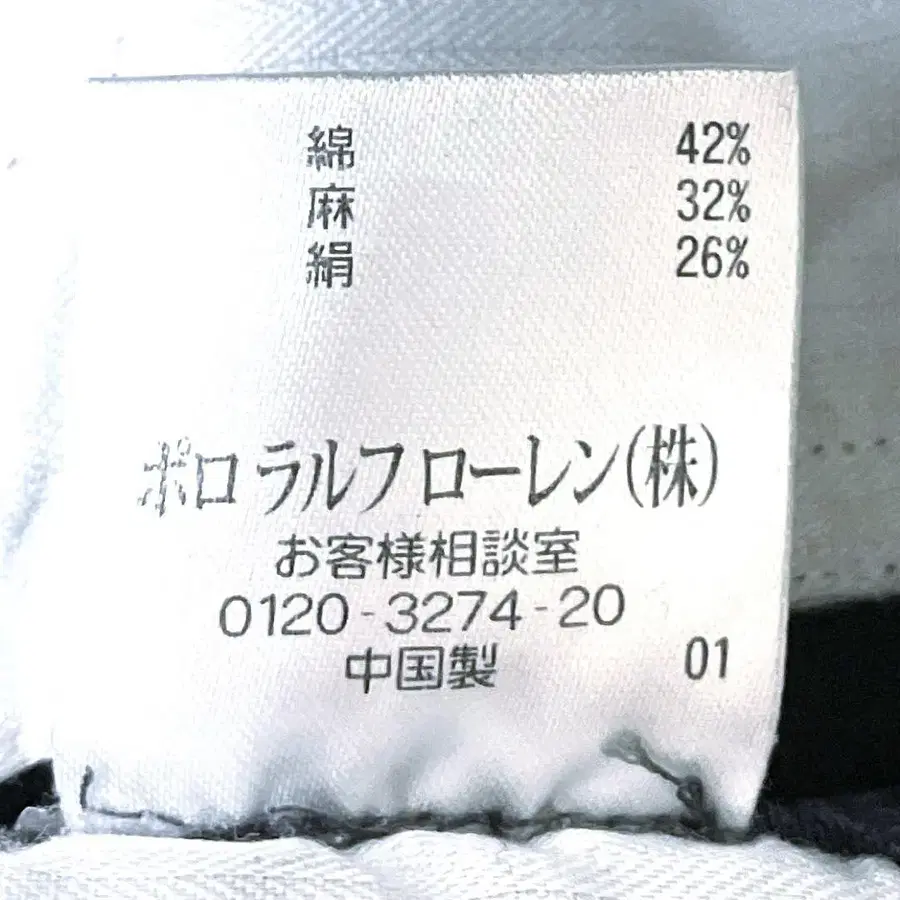 綿 42%
麻 32%
絹 26%
ポロ ラルフ ローレン(株)
お客様相談室
0120-3274-20
中国製 01